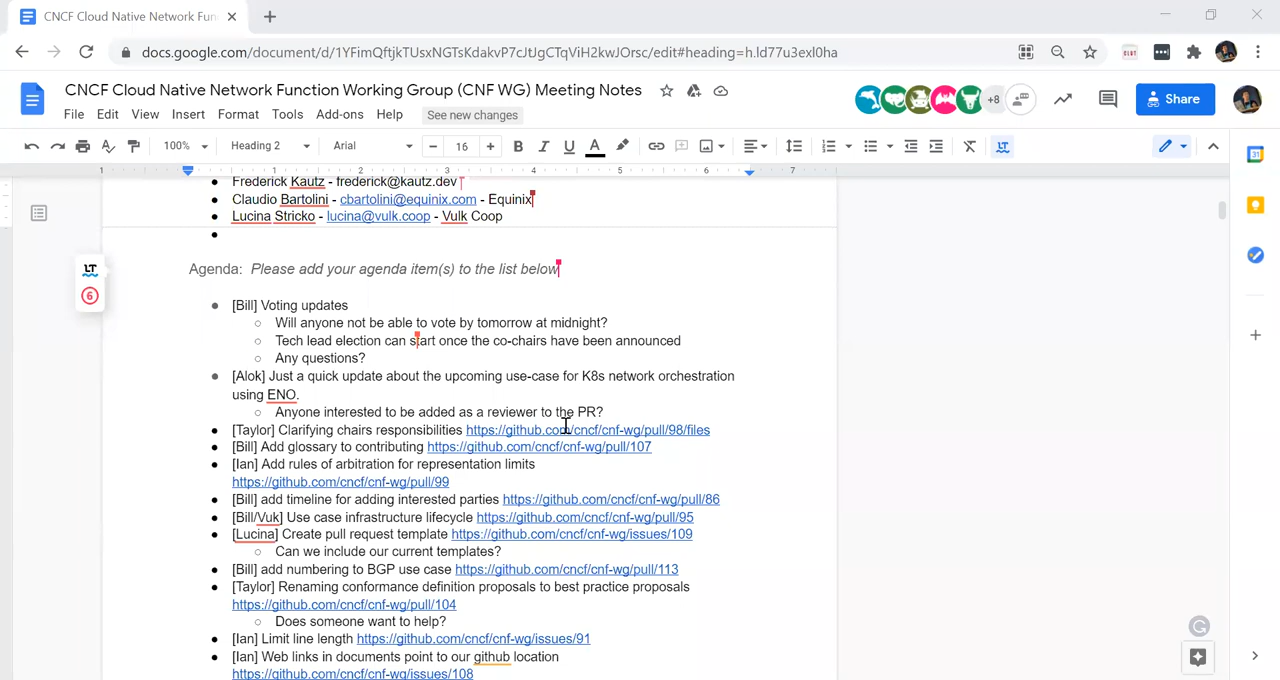 CNCF Cloud Native Network Fun
docs.google.com/document/d/1YFimQftjkTUsxNGTsKdakvP7cJtJgCTqViH2kwJOrsc/edit#heading=h.ld77u3exl0ha
CNCF Cloud Native Network Function Working Group (CNF WG) Meeting Notes
+8
Share
File Edit View Insert Format Tools Add-ons Help See new changes
100% Heading 2 Arial 16 B I U A
1 1 2 3 4 5 6 7
Frederick Kautz - frederick@kautz.dev
Claudio Bartolini - cbartolini@equinix.com - Equinix
Lucina Stricko - lucina@vulk.coop - Vulk Coop
LT
6
Agenda: Please add your agenda item(s) to the list below
[Bill] Voting updates
Will anyone not be able to vote by tomorrow at midnight?
Tech lead election can start once the co-chairs have been announced
Any questions?
[Alok] Just a quick update about the upcoming use-case for K8s network orchestration
using ENO.
Anyone interested to be added as a reviewer to the PR?
[Taylor] Clarifying chairs responsibilities https://github.com/cncf/cnf-wg/pull/98/files
[Bill] Add glossary to contributing https://github.com/cncf/cnf-wg/pull/107
[Ian] Add rules of arbitration for representation limits
https://github.com/cncf/cnf-wg/pull/99
[Bill] add timeline for adding interested parties https://github.com/cncf/cnf-wg/pull/86
[Bill/Vuk] Use case infrastructure lifecycle https://github.com/cncf/cnf-wg/pull/95
[Lucina] Create pull request template https://github.com/cncf/cnf-wg/issues/109
Can we include our current templates?
[Bill] add numbering to BGP use case https://github.com/cncf/cnf-wg/pull/113
[Taylor] Renaming conformance definition proposals to best practice proposals
https://github.com/cncf/cnf-wg/pull/104
Does someone want to help?
[Ian] Limit line length https://github.com/cncf/cnf-wg/issues/91
[Ian] Web links in documents point to our github location
https://github.com/cncf/cnf-wg/issues/108